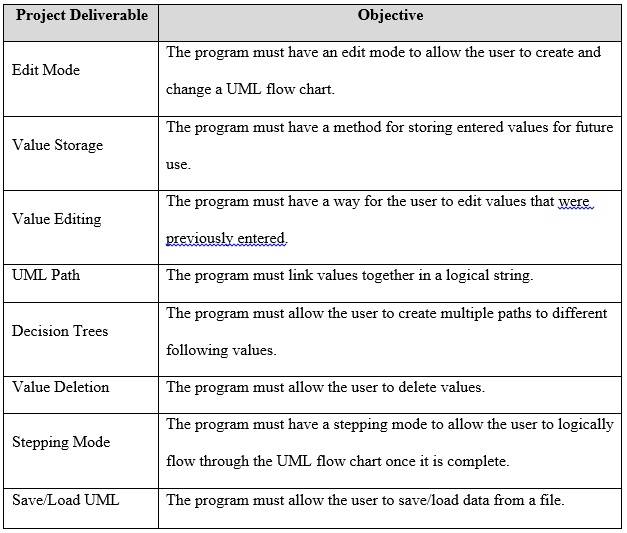 Project Deliverable Objective
Edit Mode
The program must have an edit mode to allow the user to create and
change a UML flow chart.
Value Storage
The program must have a method for storing entered values for future
use.
Value Editing
The program must have a way for the user to edit values that were
previously entered.
UML Path
The program must link values together in a logical string.
Decision Trees
The program must allow the user to create multiple paths to different
following values.
Value Deletion
The program must allow the user to delete values.
Stepping Mode
The program must have a stepping mode to allow the user to logically
flow through the UML flow chart once it is complete.
Save/Load UML
The program must allow the user to save/load data from a file.